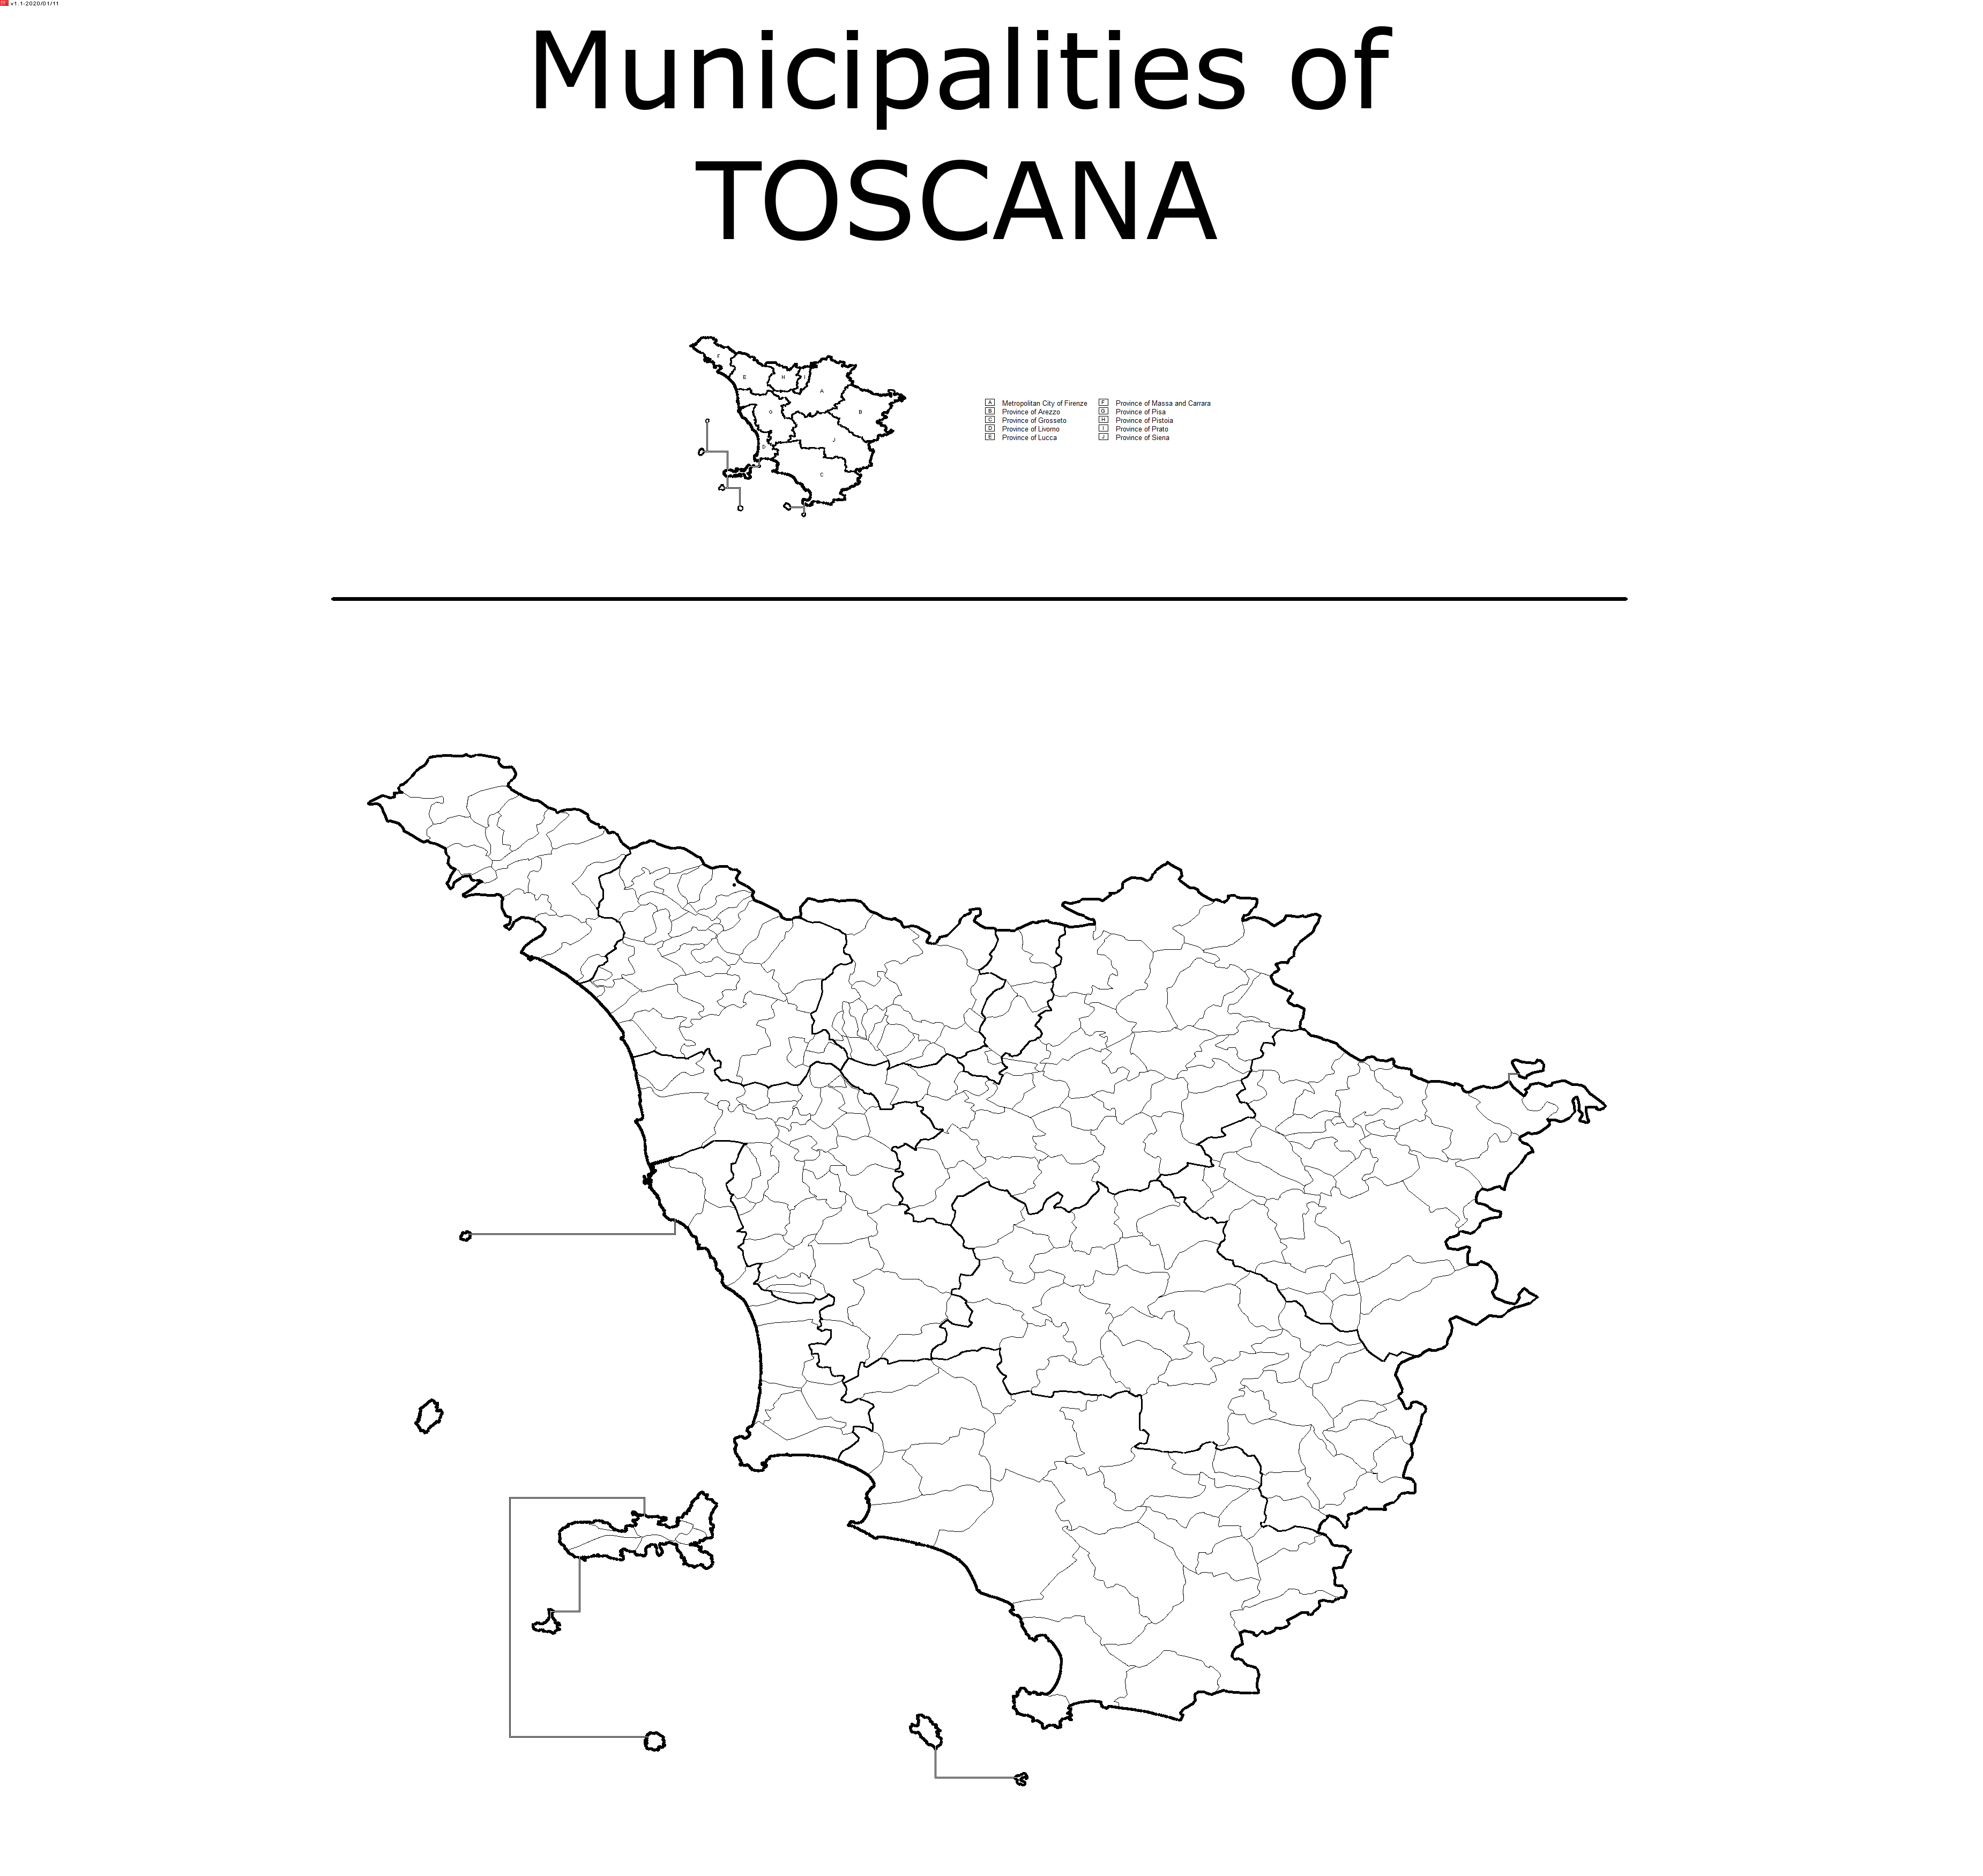 v1.1-2020/01/11
Municipalities of
TOSCANA
F
E
H
I
A
G
B
J
D
C
A Metropolitan City of Firenze
B Province of Arezzo
C Province of Grosseto
D Province of Livorno
E Province of Lucca
F Province of Massa and Carrara
G Province of Pisa
H Province of Pistoia
I Province of Prato
J Province of Siena